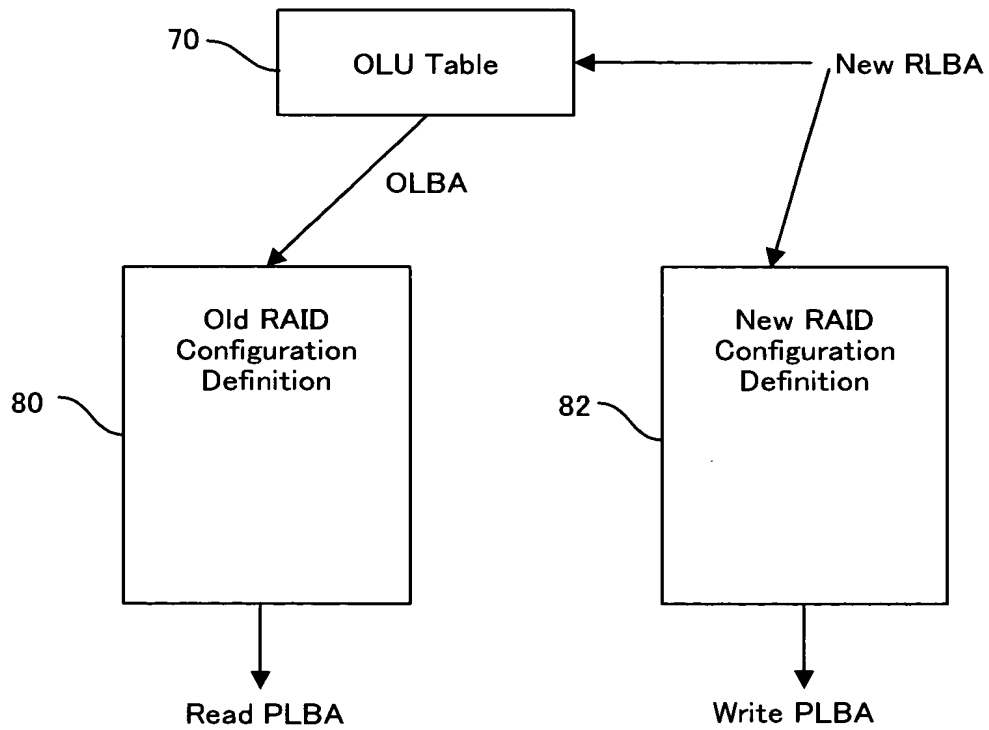 70
OLU Table
New RLBA
OLBA
Old RAID
Configuration
Definition
New RAID
Configuration
Definition
80
82
Read PLBA
Write PLBA